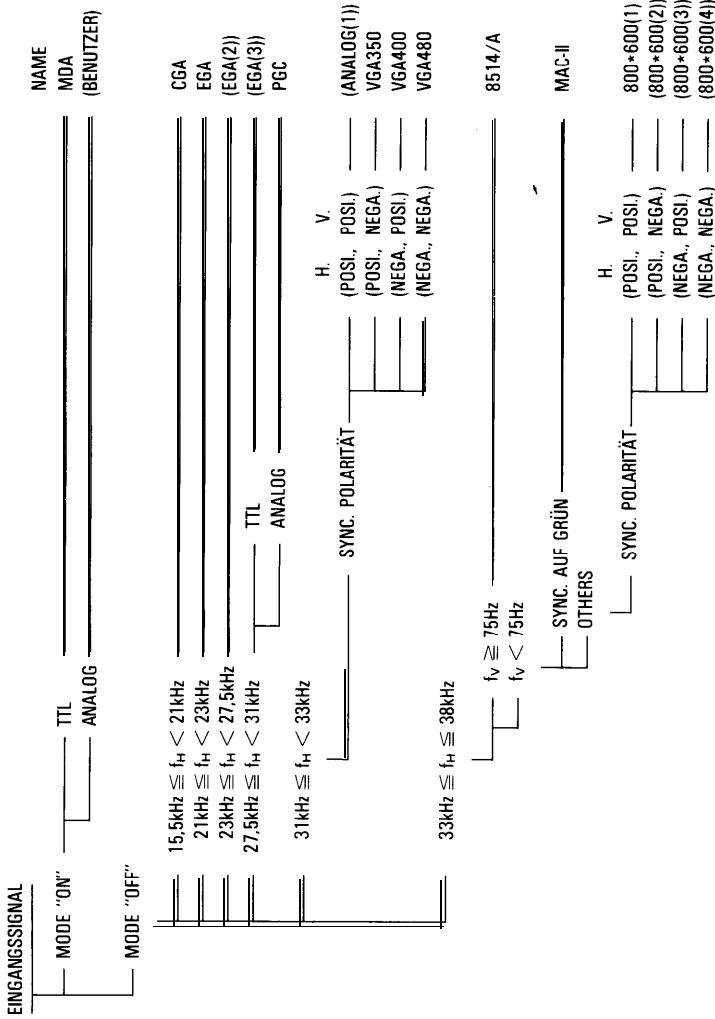 EINGANGSSIGNAL
NAME
MODE "ON"
TTL
MDA
ANALOG
(BENUTZER)
MODE "OFF"
15,5kHz ≦ fH < 21kHz
CGA
21kHz ≦ fH < 23kHz
EGA
23kHz ≦ fH < 27,5kHz
(EGA(2))
27,5kHz ≦ fH < 31kHz
TTL
(EGA(3))
ANALOG
PGC
31kHz ≦ fH < 33kHz
H. V.
SYNC. POLARITÄT
(POSI., POSI.)
(ANALOG(1))
(POSI., NEGA.)
VGA350
(NEGA., POSI.)
VGA400
(NEGA., NEGA.)
VGA480
33kHz ≦ fH ≦ 38kHz
fV ≧ 75Hz
8514/A
fV < 75Hz
SYNC. AUF GRÜN
MAC-II
OTHERS
H. V.
SYNC. POLARITÄT
(POSI., POSI.)
800*600(1)
(POSI., NEGA.)
(800*600(2))
(NEGA., POSI.)
(800*600(3))
(NEGA., NEGA.)
(800*600(4))